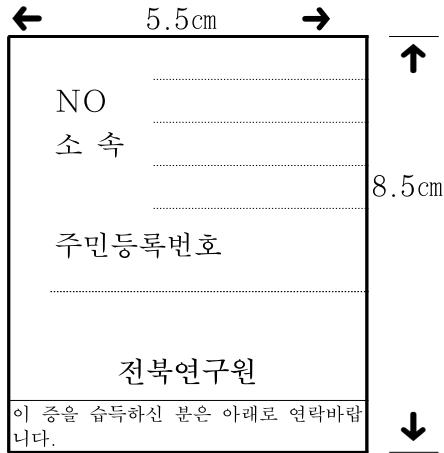 5.5cm
NO
소 속
8.5cm
주민등록번호
전북연구원
이 증을 습득하신 분은 아래로 연락바랍
니다.